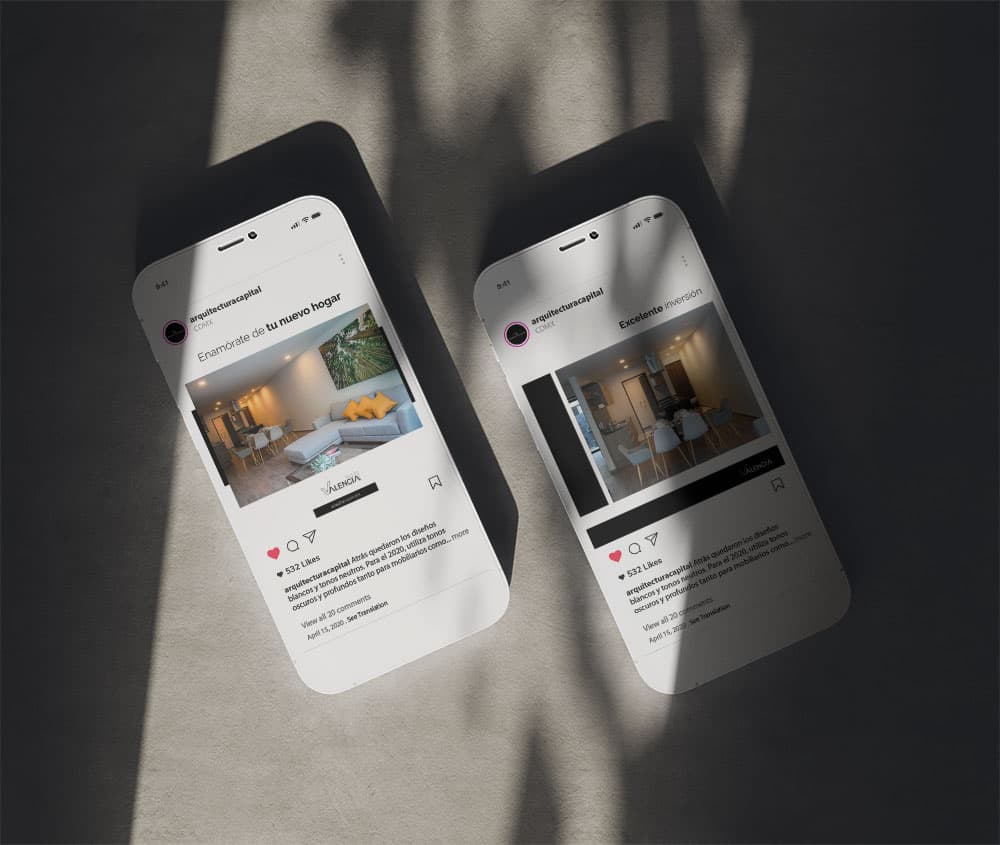 9:41
arquitecturacapital
CDMX
Enamórate de tu nuevo hogar
VALENCIA
532 Likes
arquitecturacapital Atrás quedaron los diseños
blancos y tonos neutros. Para el 2020, utiliza tonos
oscuros y profundos tanto para mobiliarios como... more
View all 20 comments
April 15, 2020 . See Translation
9:41
arquitecturacapital
CDMX
Excelente inversión
VALENCIA
532 Likes
arquitecturacapital Atrás quedaron los diseños
blancos y tonos neutros. Para el 2020, utiliza tonos
oscuros y profundos tanto para mobiliarios como... more
View all 20 comments
April 15, 2020 . See Translation